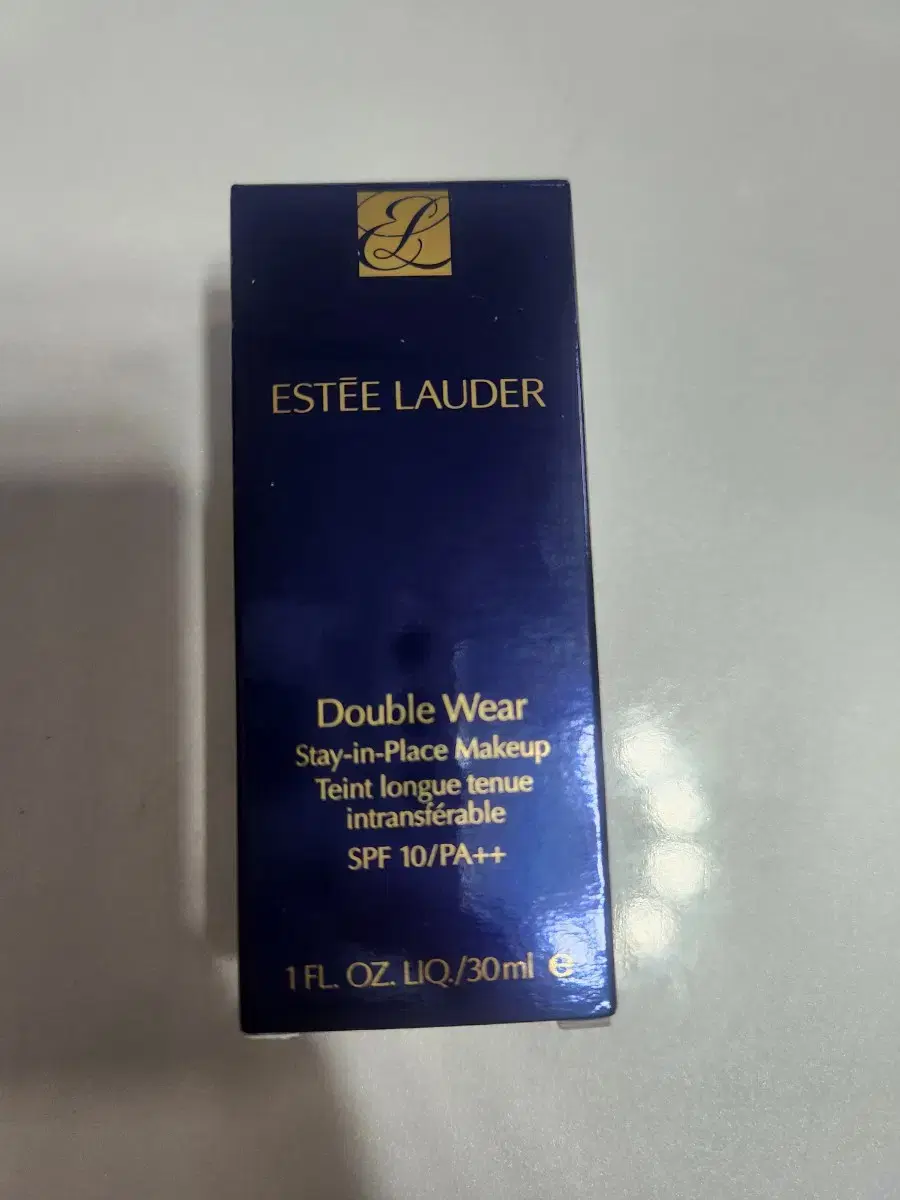 EL
ESTĒE LAUDER
Double Wear
Stay-in-Place Makeup
Teint longue tenue
intransférable
SPF 10/PA++
1 FL. OZ. LIQ./30ml ℮